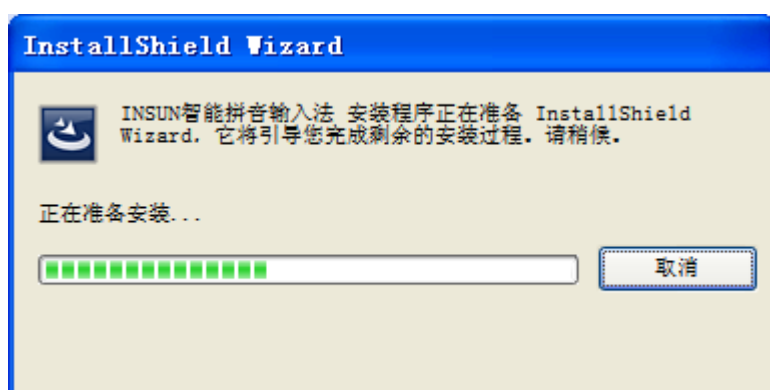 InstallShield Wizard
INSUN智能拼音输入法 安装程序正在准备 InstallShield
Wizard，它将引导您完成剩余的安装过程。请稍候。
正在准备安装...
取消